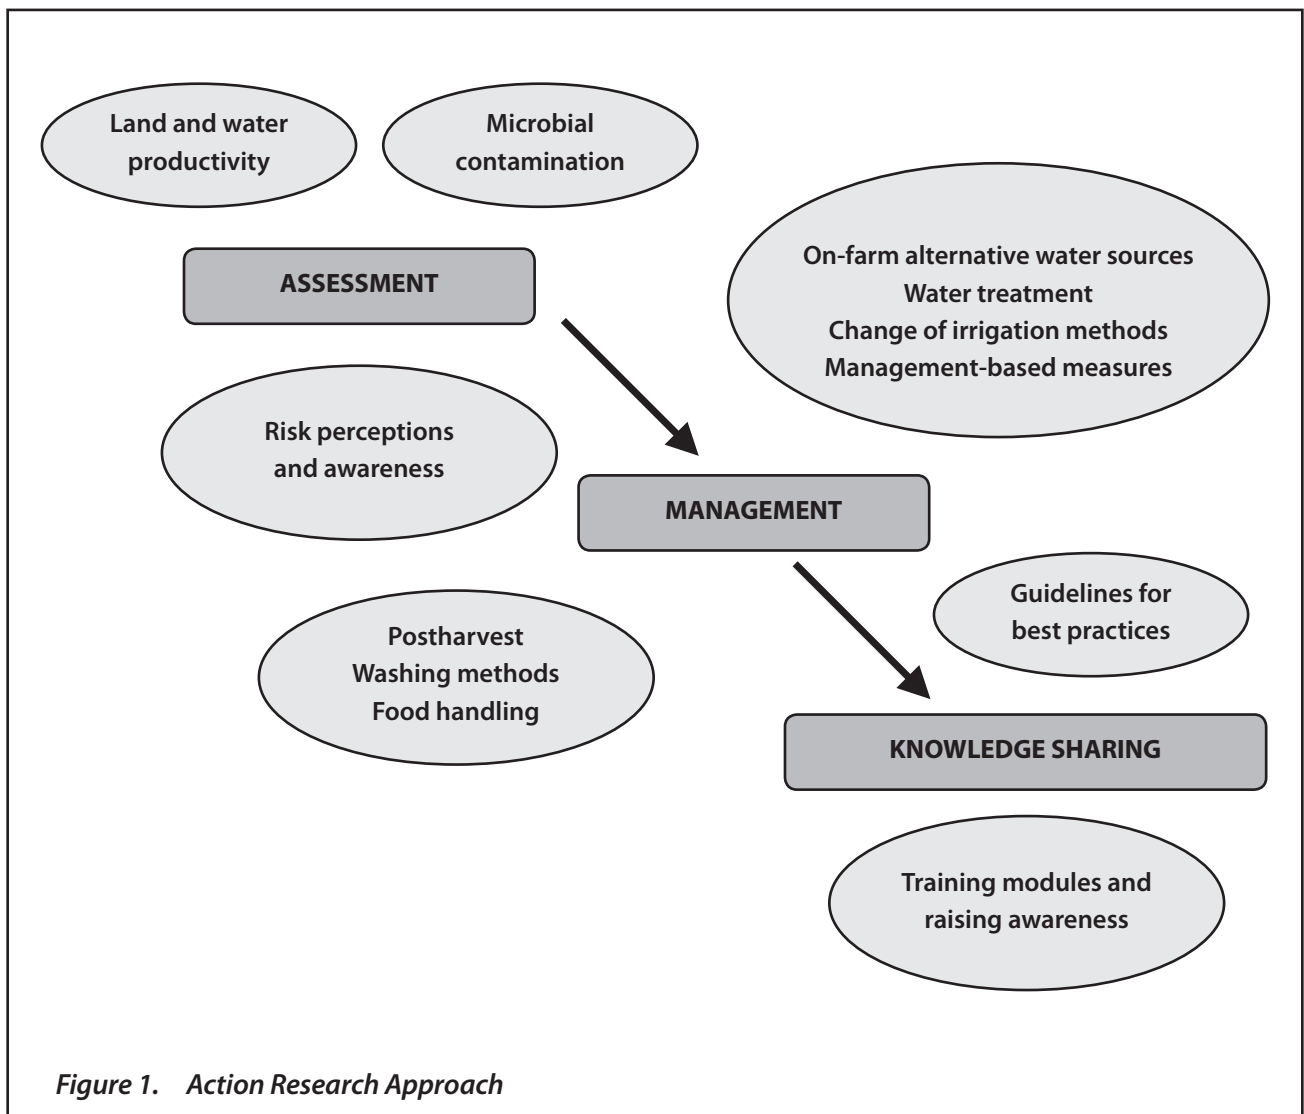 Land and water
productivity
Microbial
contamination
ASSESSMENT
On-farm alternative water sources
Water treatment
Change of irrigation methods
Management-based measures
Risk perceptions
and awareness
MANAGEMENT
Postharvest
Washing methods
Food handling
Guidelines for
best practices
KNOWLEDGE SHARING
Training modules and
raising awareness
Figure 1. Action Research Approach